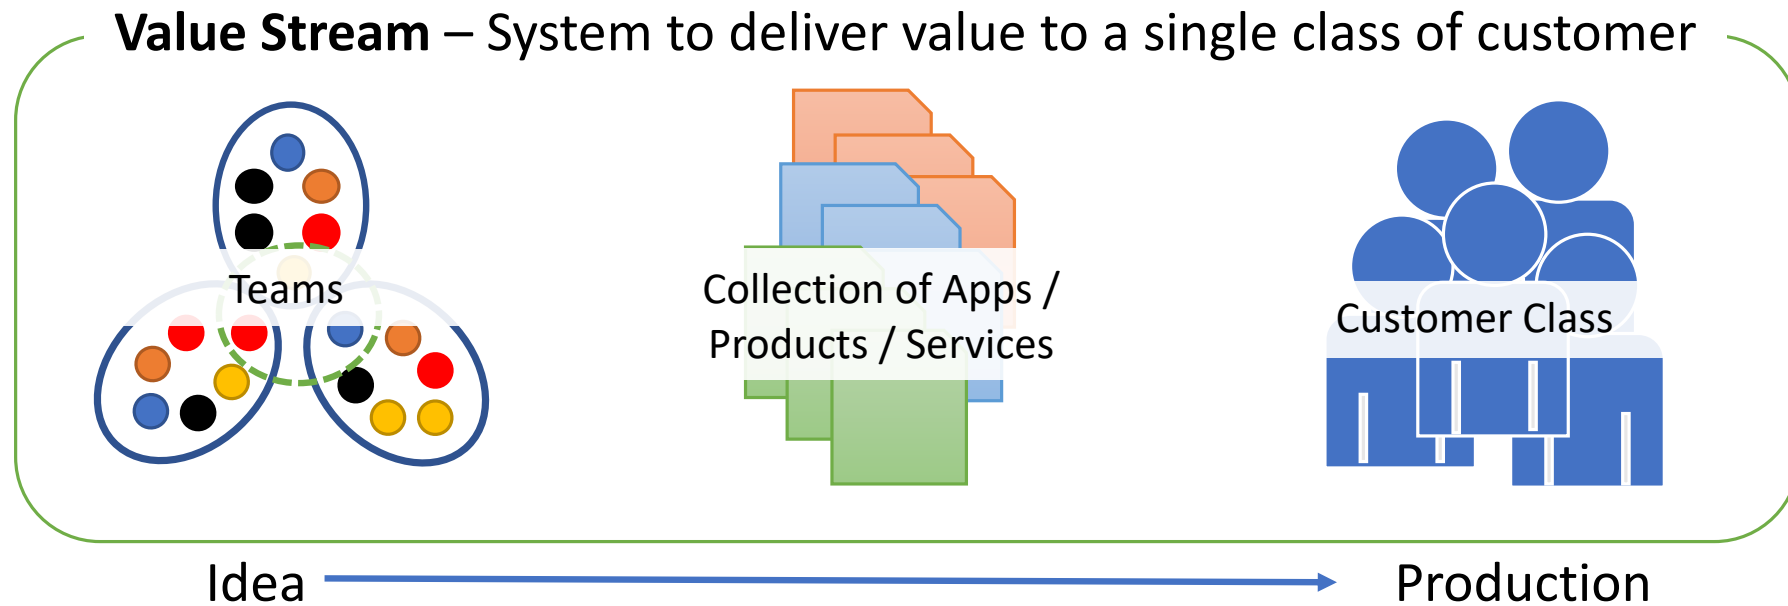 Value Stream – System to deliver value to a single class of customer
Teams
Collection of Apps /
Products / Services
Customer Class
Idea
Production